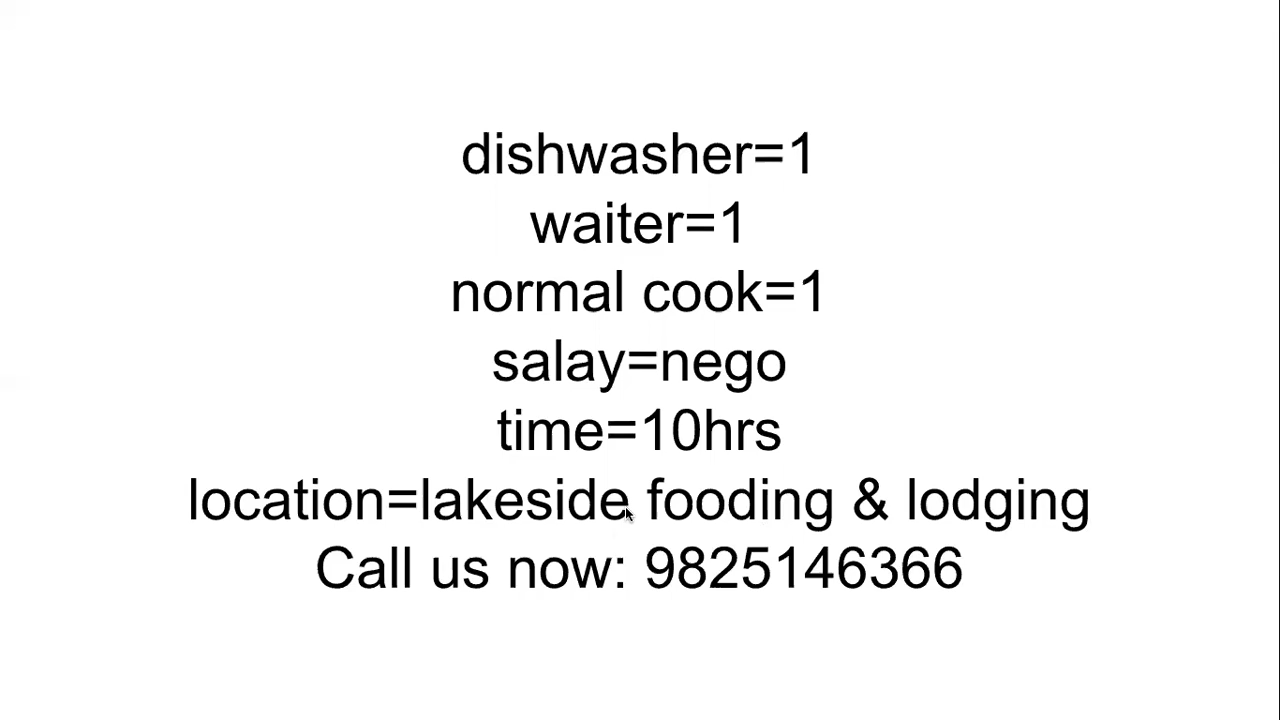 dishwasher=1
waiter=1
normal cook=1
salay=nego
time=10hrs
location=lakeside fooding & lodging
Call us now: 9825146366